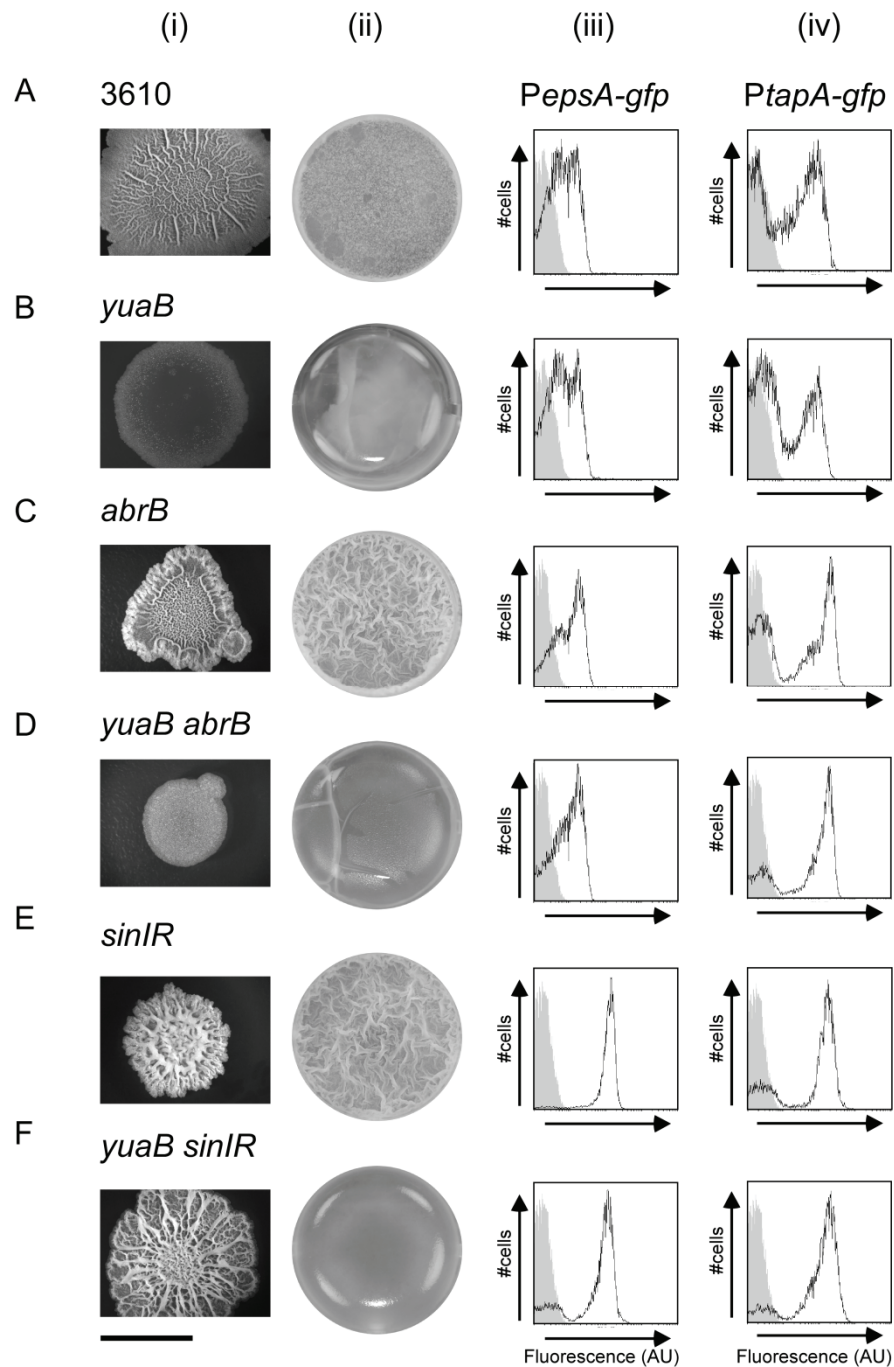 (i) (ii) (iii) (iv)
A 3610 PepsA-gfp PtapA-gfp
#cells #cells
B yuaB
#cells #cells
C abrB
#cells #cells
D yuaB abrB
#cells #cells
E sinIR
#cells #cells
F yuaB sinIR
#cells #cells
Fluorescence (AU) Fluorescence (AU)